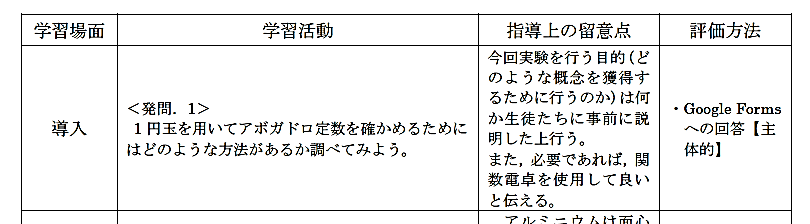 学習場面
学習活動
指導上の留意点
評価方法
導入
＜発問．1＞
１円玉を用いてアボガドロ定数を確かめるために
はどのような方法があるか調べてみよう。
今回実験を行う目的（ど
のような概念を獲得す
るために行うのか）は何
か生徒たちに事前に説
明した上行う。
また，必要であれば，関
数電卓を使用して良い
と伝える。
・Google Forms
への回答【主
体的】
アルミニウムは面心